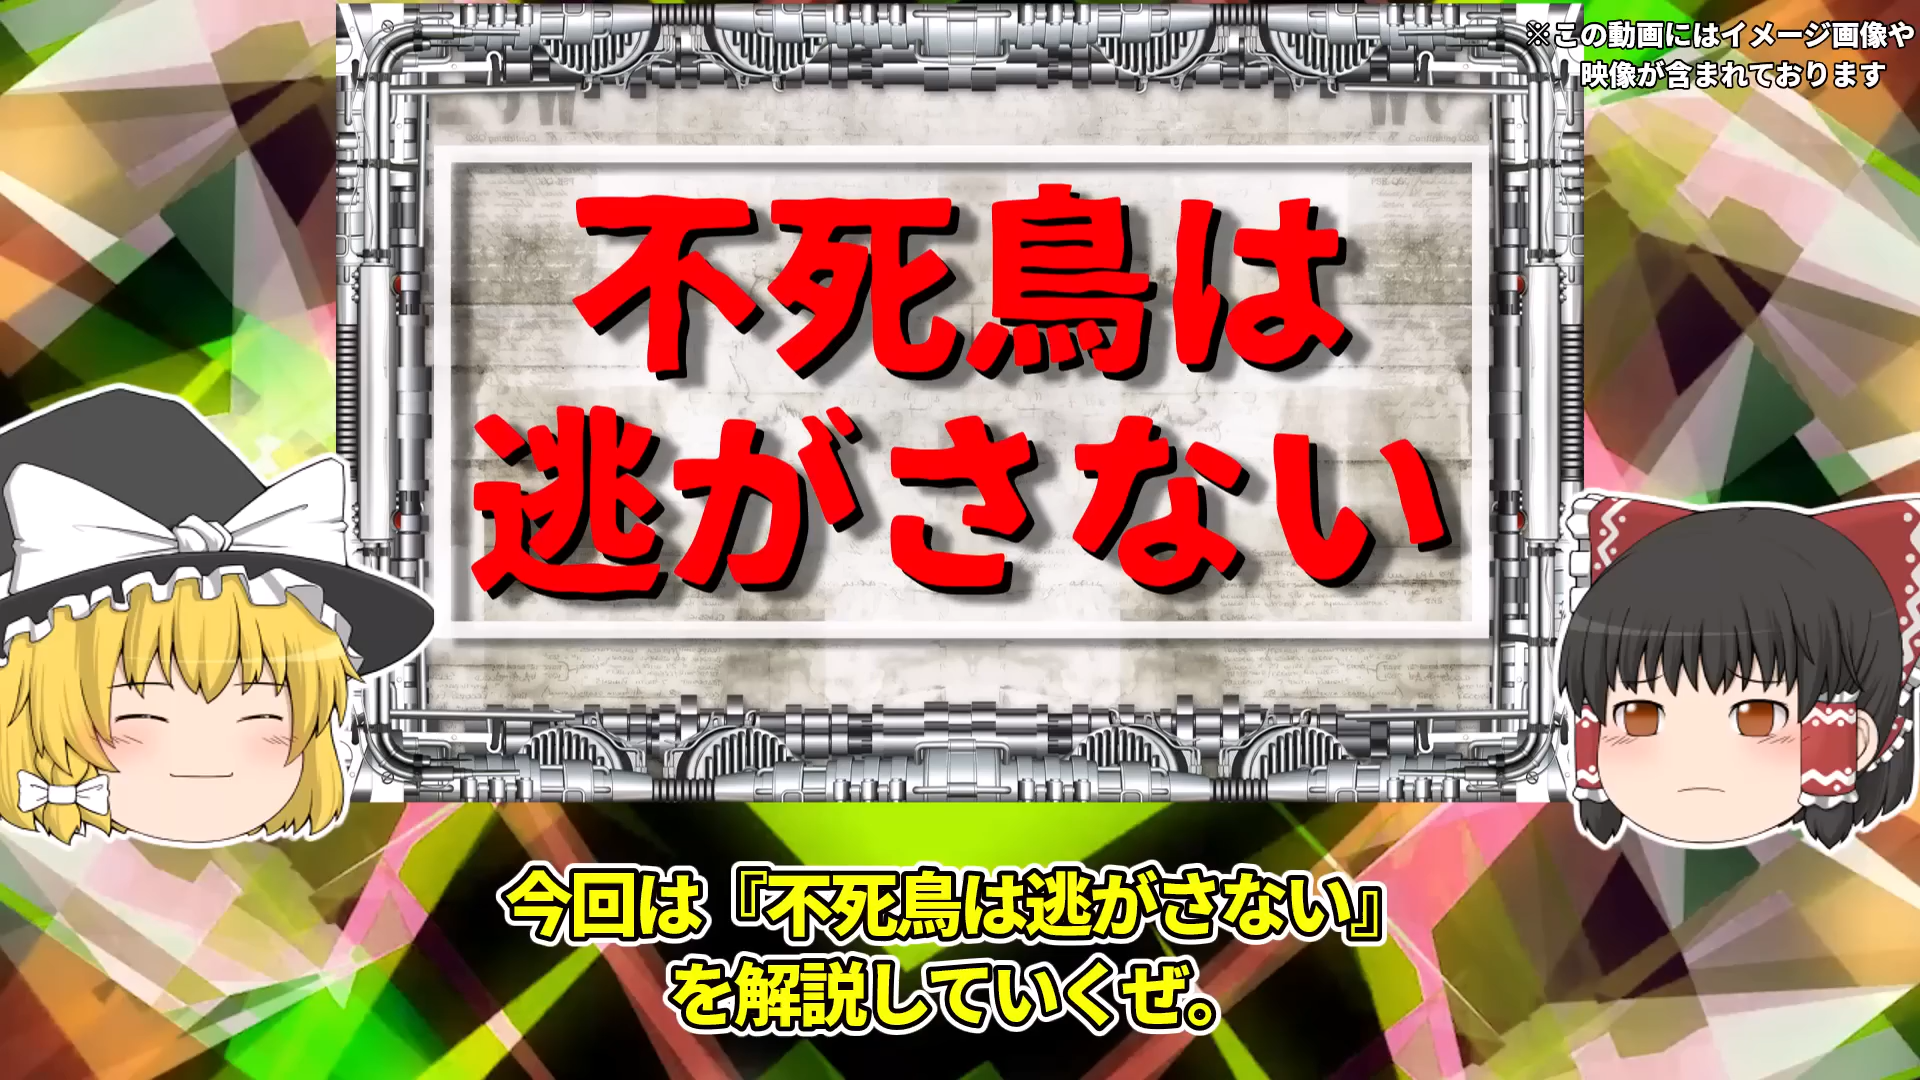 ※この動画にはイメージ画像や
映像が含まれております
不死鳥は
逃がさない
今回は『不死鳥は逃がさない』
を解説していくぜ。